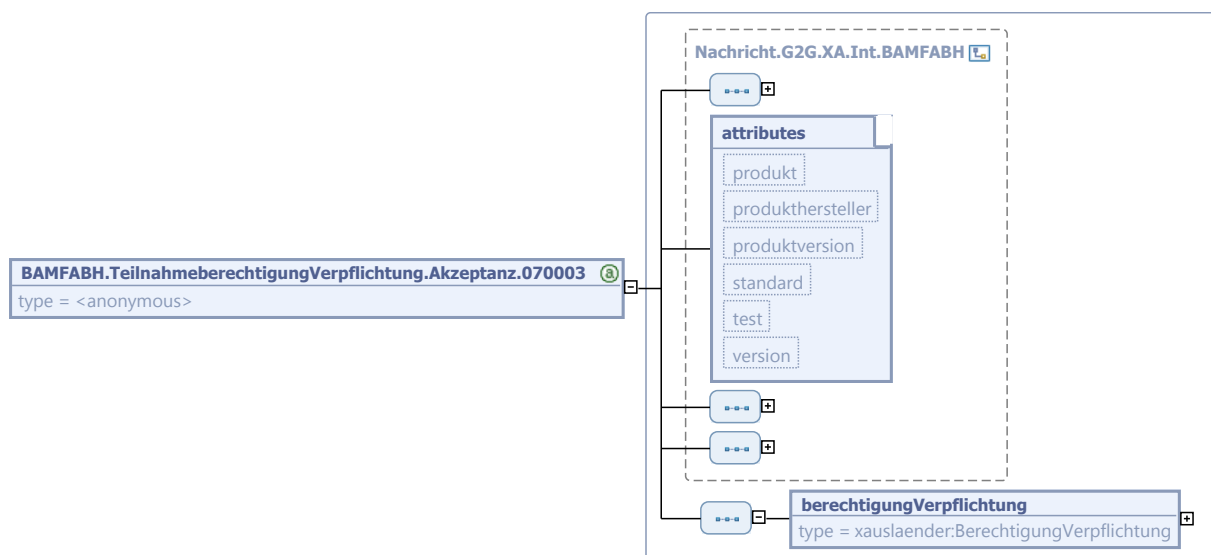 Nachricht.G2G.XA.Int.BAMFABH
attributes
produkt
produkthersteller
produktversion
standard
test
version
BAMFABH.TeilnahmeberechtigungVerpflichtung.Akzeptanz.070003 a
type = <anonymous>
berechtigungVerpflichtung
type = xauslaender:BerechtigungVerpflichtung